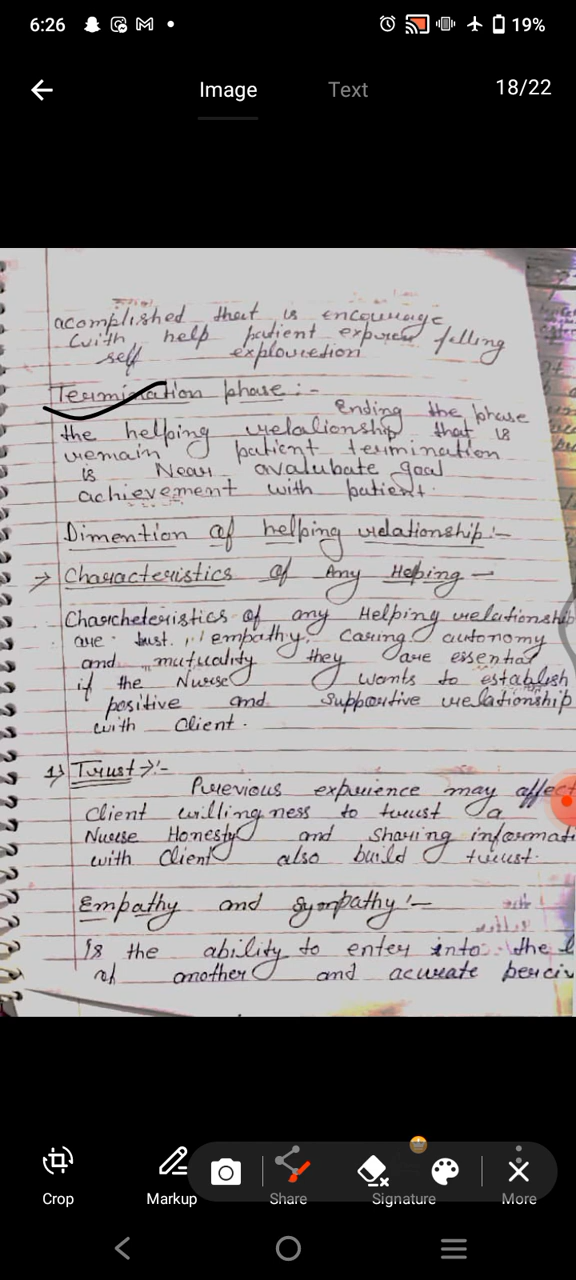 6:26
19%
Image
Text
18/22
acomplished that is encourage
with help patient express felling
self exploration
Termination phase :-
Ending the phase
the helping relationship that is
remain patient termination
is Near avalubate goal
achievement with patient.
Dimention of helping relationship :-
→ Characteristics of Any Helping -
Charcheteristics of any Helping relationship
are trust, empathy, Caring autonomy
and mutuality they are essential
if the Nurse wants to establish
positive and supportive relationship
with Client.
1) Trust →:-
Previous experience may affect
Client willingness to trust a
Nurse Honesty and Sharing informati
with Client also build trust.
Empathy and Sympathy :-
Is the ability to enter into the
of another and acurate perciv
Crop
Markup
Share
Signature
More